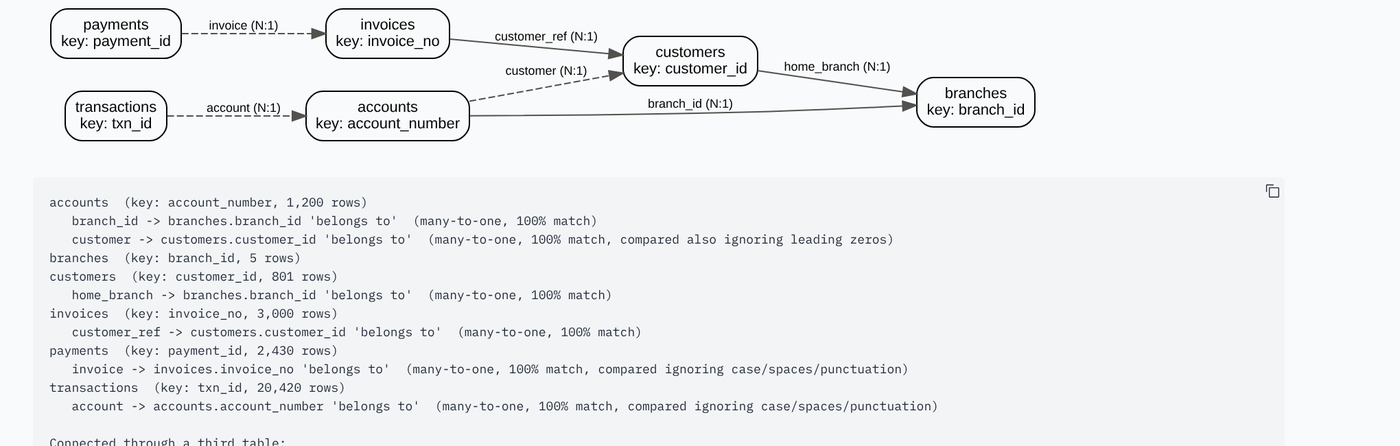 payments
key: payment_id
invoice (N:1)
invoices
key: invoice_no
customer_ref (N:1)
customers
key: customer_id
customer (N:1)
home_branch (N:1)
branches
key: branch_id
transactions
key: txn_id
account (N:1)
accounts
key: account_number
branch_id (N:1)
accounts  (key: account_number, 1,200 rows)
   branch_id -> branches.branch_id 'belongs to'  (many-to-one, 100% match)
   customer -> customers.customer_id 'belongs to'  (many-to-one, 100% match, compared also ignoring leading zeros)
branches  (key: branch_id, 5 rows)
customers  (key: customer_id, 801 rows)
   home_branch -> branches.branch_id 'belongs to'  (many-to-one, 100% match)
invoices  (key: invoice_no, 3,000 rows)
   customer_ref -> customers.customer_id 'belongs to'  (many-to-one, 100% match)
payments  (key: payment_id, 2,430 rows)
   invoice -> invoices.invoice_no 'belongs to'  (many-to-one, 100% match, compared ignoring case/spaces/punctuation)
transactions  (key: txn_id, 20,420 rows)
   account -> accounts.account_number 'belongs to'  (many-to-one, 100% match, compared ignoring case/spaces/punctuation)
Connected through a third table: